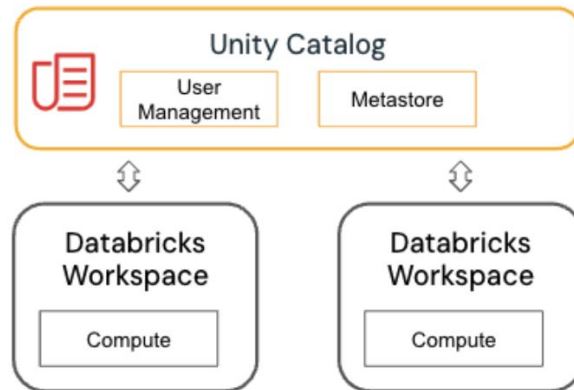 Unity Catalog
User
Management
Metastore
Databricks
Workspace
Compute
Databricks
Workspace
Compute